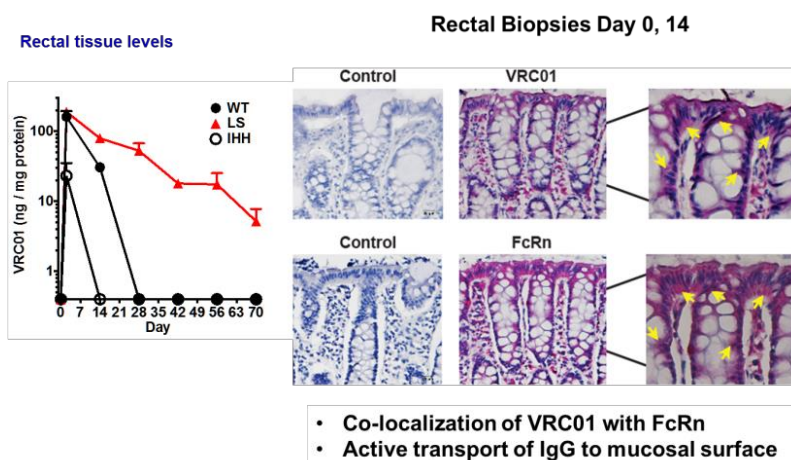 Rectal Biopsies Day 0, 14
Rectal tissue levels
VRC01 (ng / mg protein)
100
10
1
WT
LS
IHH
0 7 14 21 28 35 42 49 56 63 70
Day
Control
VRC01
Control
FcRn
• Co-localization of VRC01 with FcRn
• Active transport of IgG to mucosal surface